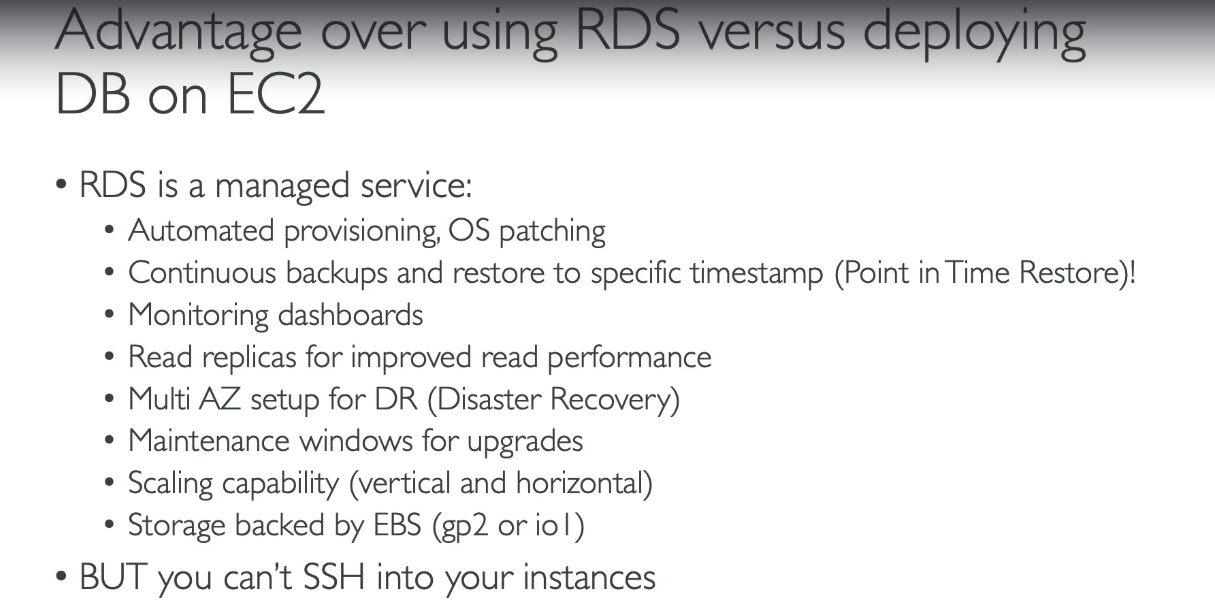 Advantage over using RDS versus deploying
DB on EC2
• RDS is a managed service:
• Automated provisioning, OS patching
• Continuous backups and restore to specific timestamp (Point in Time Restore)!
• Monitoring dashboards
• Read replicas for improved read performance
• Multi AZ setup for DR (Disaster Recovery)
• Maintenance windows for upgrades
• Scaling capability (vertical and horizontal)
• Storage backed by EBS (gp2 or io1)
• BUT you can't SSH into your instances